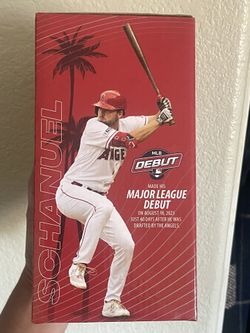 SCHANUEL
ANGELS
MLB
DEBUT
MADE HIS
MAJOR LEAGUE
DEBUT
ON AUGUST 18, 2023
JUST 40 DAYS AFTER HE WAS
DRAFTED BY THE ANGELS